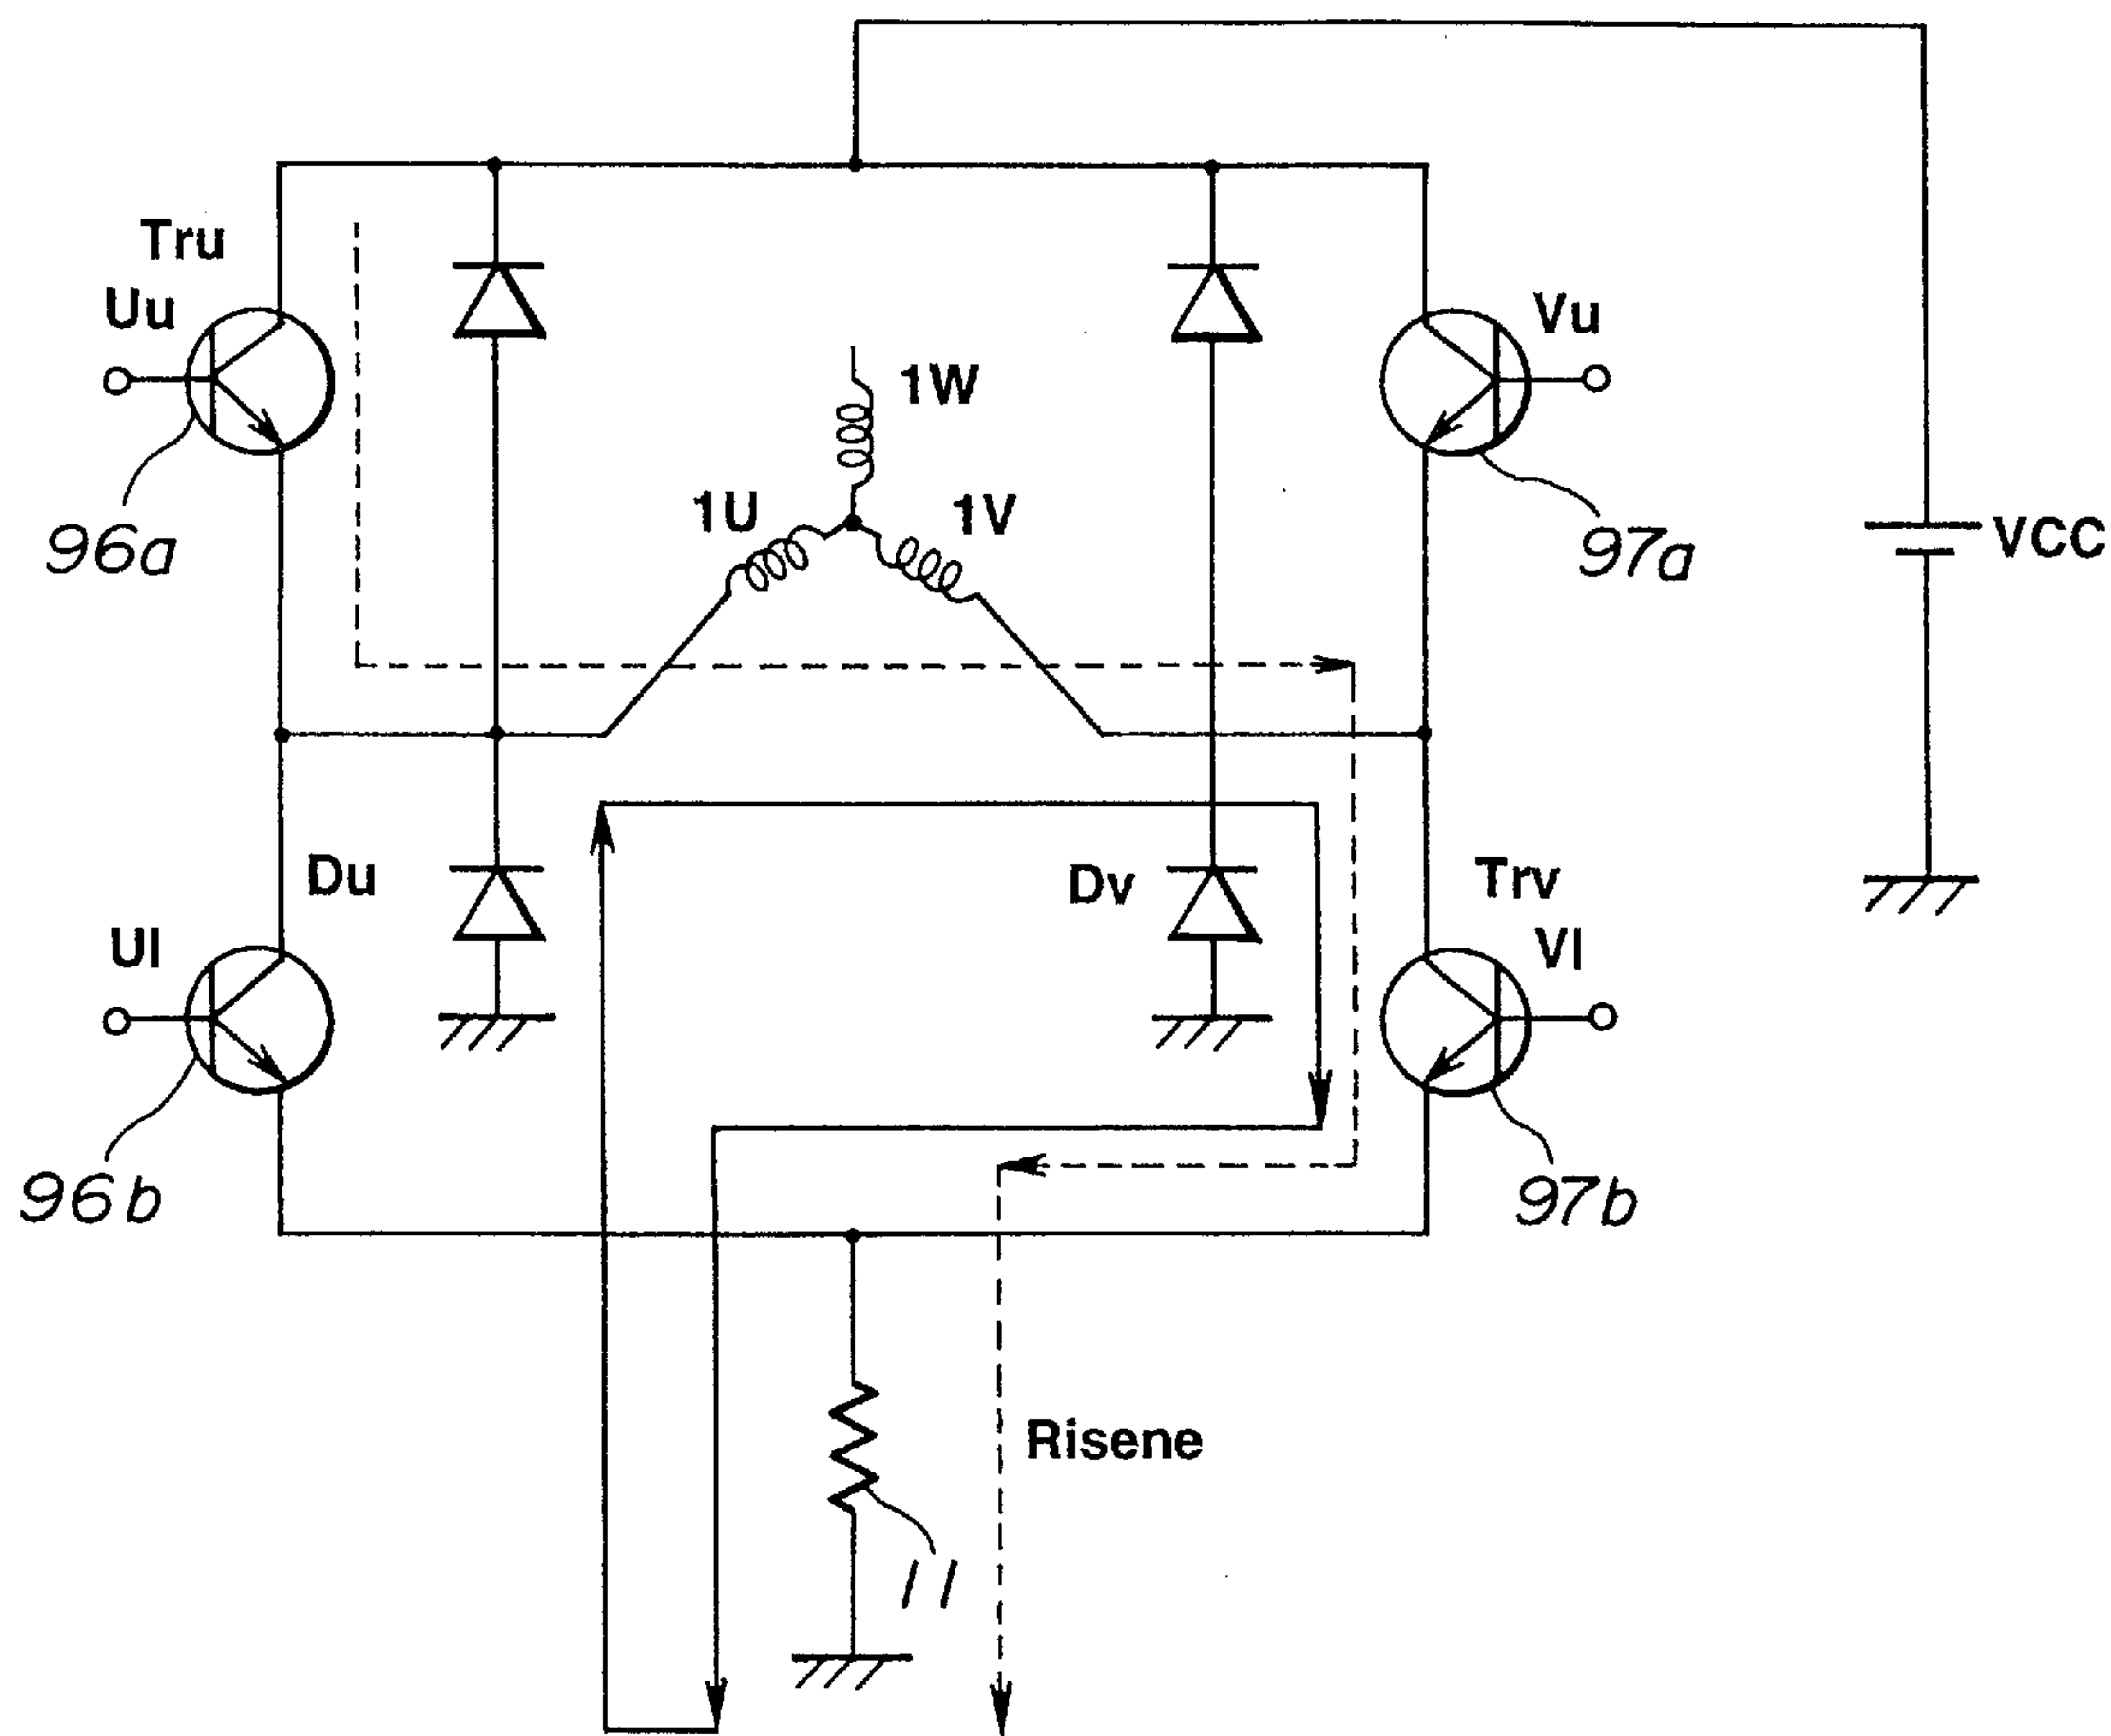 Tru
Uu
Vu
1W
1U
1V
96a
97a
VCC
Du
Dv
Trv
Ul
Vl
96b
97b
Risene
11